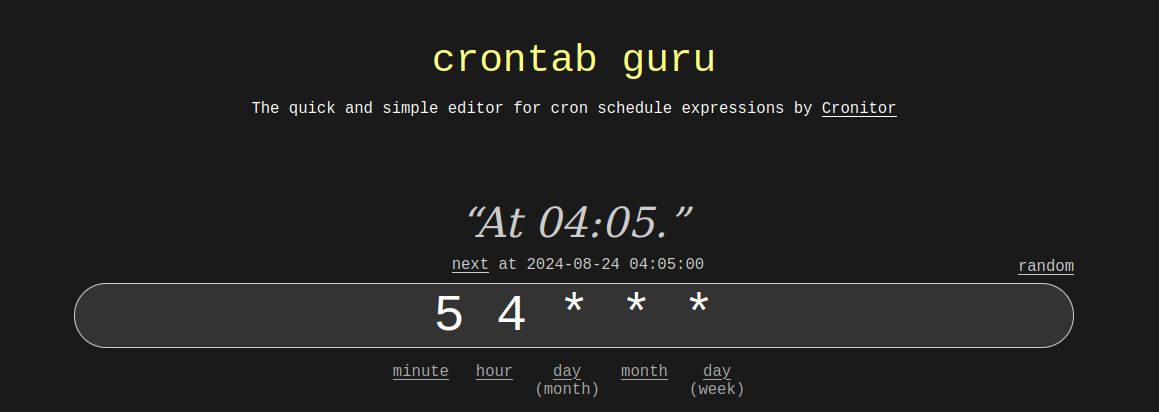 crontab guru
The quick and simple editor for cron schedule expressions by Cronitor
“At 04:05.”
next at 2024-08-24 04:05:00
random
5 4 * * *
minute hour day month day
(month) (week)